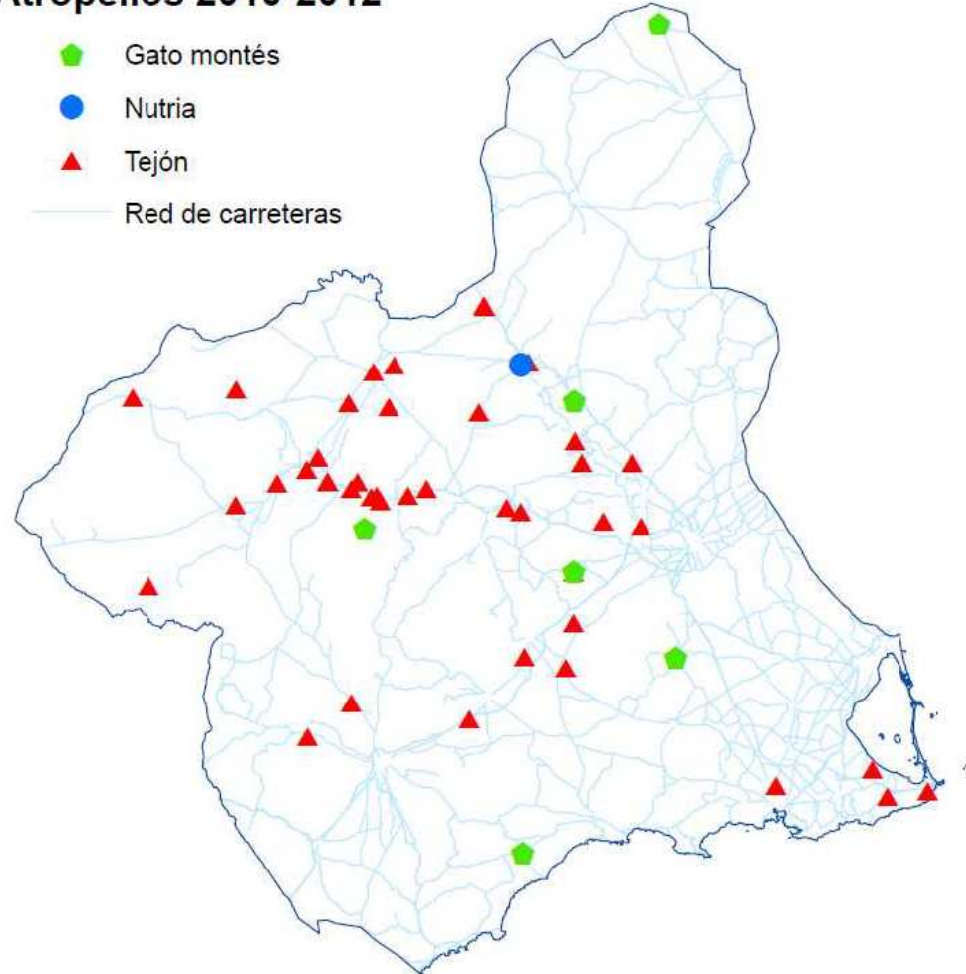 Atropellos 2010-2012
Gato montés
Nutria
Tejón
Red de carreteras